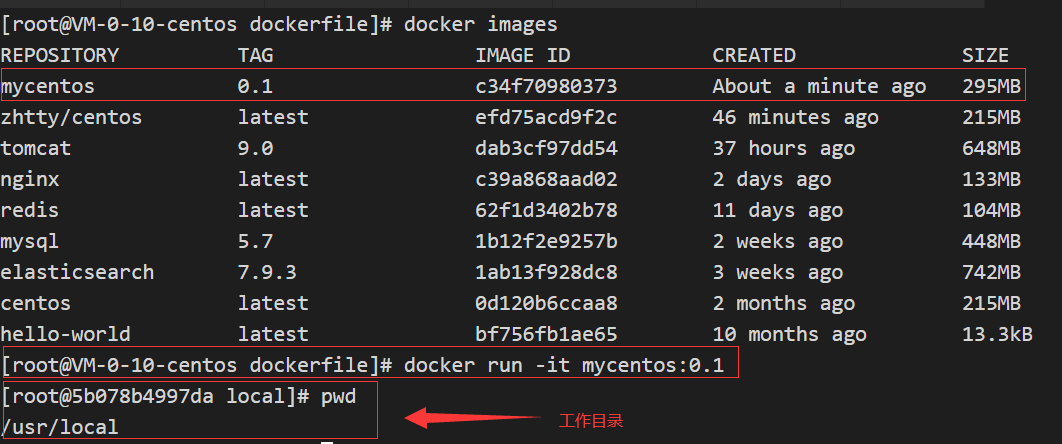 [root@VM-0-10-centos dockerfile]# docker images
REPOSITORY TAG IMAGE ID CREATED SIZE
mycentos 0.1 c34f70980373 About a minute ago 295MB
zhtty/centos latest efd75acd9f2c 46 minutes ago 215MB
tomcat 9.0 dab3cf97dd54 37 hours ago 648MB
nginx latest c39a868aad02 2 days ago 133MB
redis latest 62f1d3402b78 11 days ago 104MB
mysql 5.7 1b12f2e9257b 2 weeks ago 448MB
elasticsearch 7.9.3 1ab13f928dc8 3 weeks ago 742MB
centos latest 0d120b6ccaa8 2 months ago 215MB
hello-world latest bf756fb1ae65 10 months ago 13.3kB
[root@VM-0-10-centos dockerfile]# docker run -it mycentos:0.1
[root@5b078b4997da local]# pwd
/usr/local 工作目录